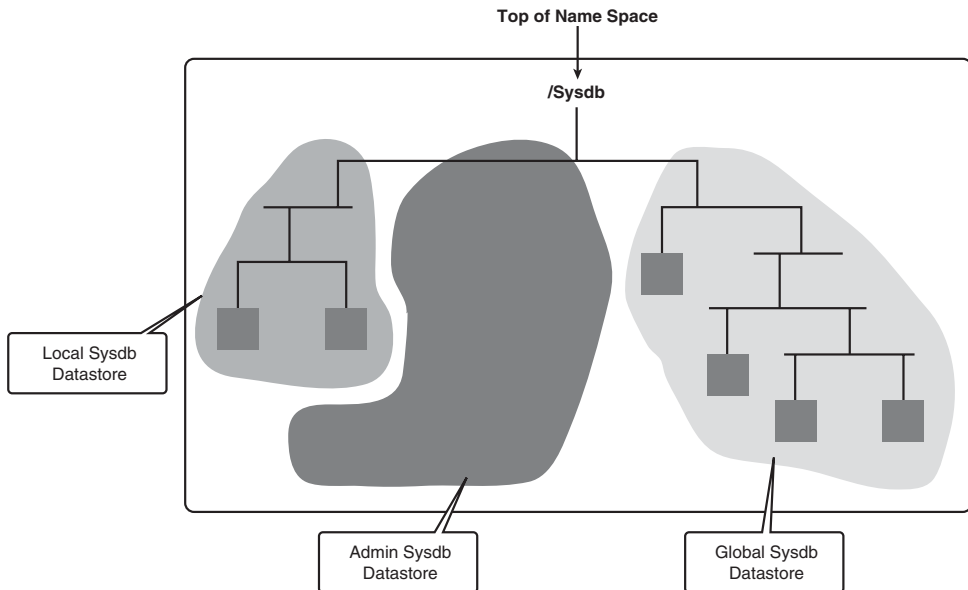 Top of Name Space
/Sysdb
Local Sysdb
Datastore
Admin Sysdb
Datastore
Global Sysdb
Datastore